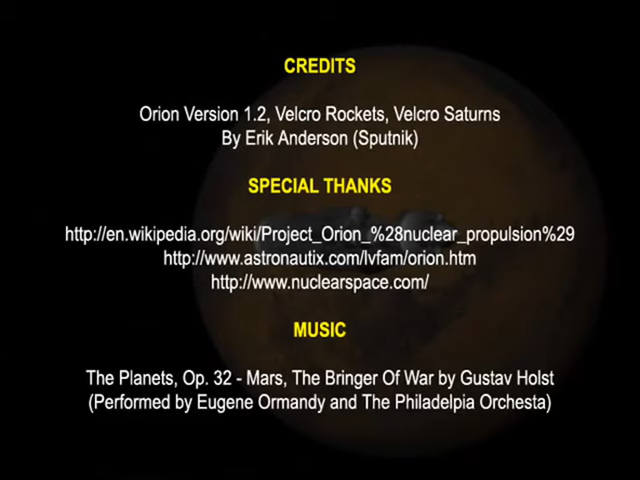 CREDITS
Orion Version 1.2, Velcro Rockets, Velcro Saturns
By Erik Anderson (Sputnik)
SPECIAL THANKS
http://en.wikipedia.org/wiki/Project_Orion_%28nuclear_propulsion%29
http://www.astronautix.com/lvfam/orion.htm
http://www.nuclearspace.com/
MUSIC
The Planets, Op. 32 - Mars, The Bringer Of War by Gustav Holst
(Performed by Eugene Ormandy and The Philadelpia Orchesta)